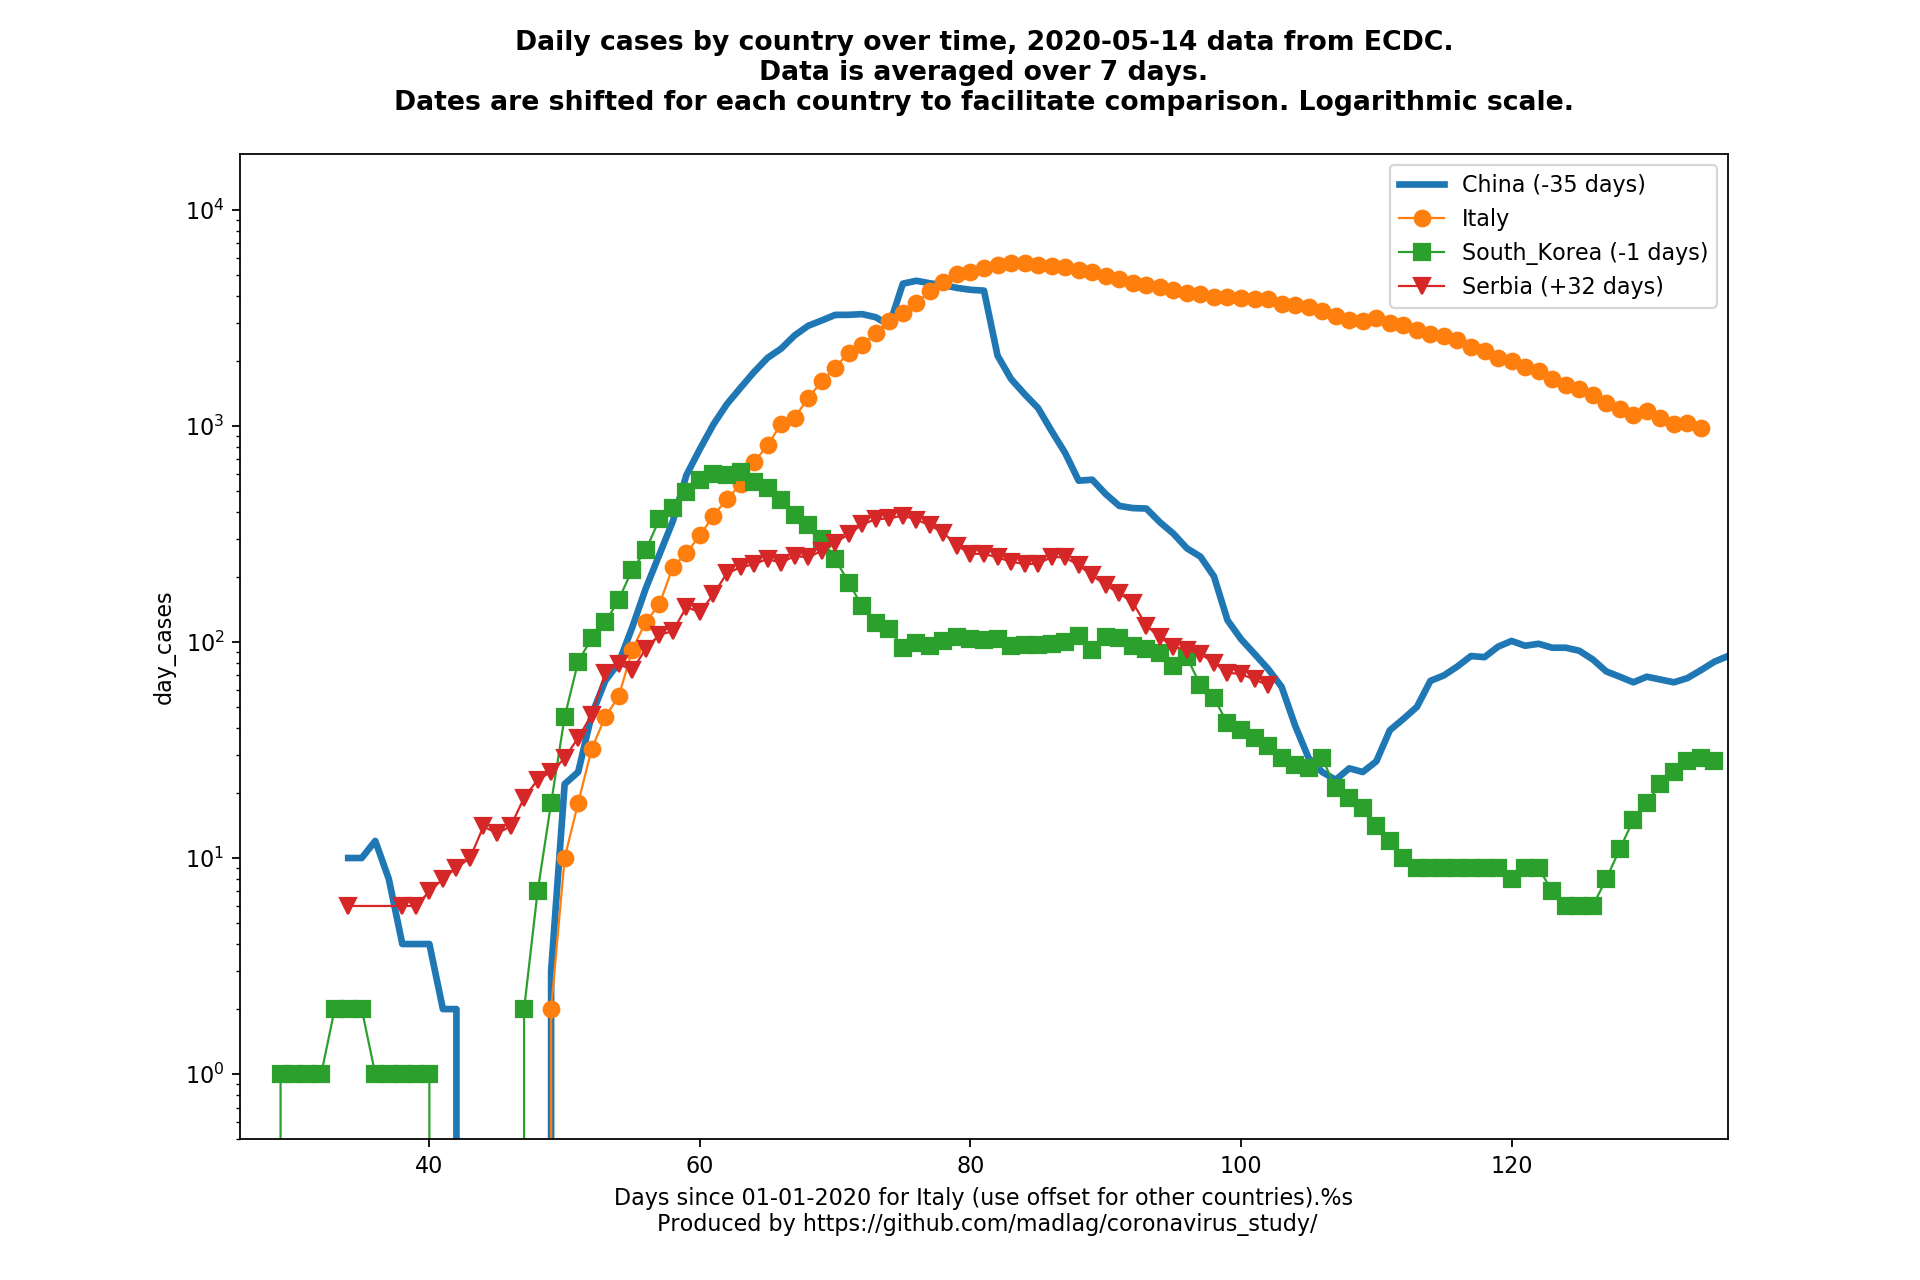 Daily cases by country over time, 2020-05-14 data from ECDC.
Data is averaged over 7 days.
Dates are shifted for each country to facilitate comparison. Logarithmic scale.
China (-35 days)
Italy
South_Korea (-1 days)
Serbia (+32 days)
10⁴
10³
10²
10¹
10⁰
day_cases
40 60 80 100 120
Days since 01-01-2020 for Italy (use offset for other countries).%s
Produced by https://github.com/madlag/coronavirus_study/